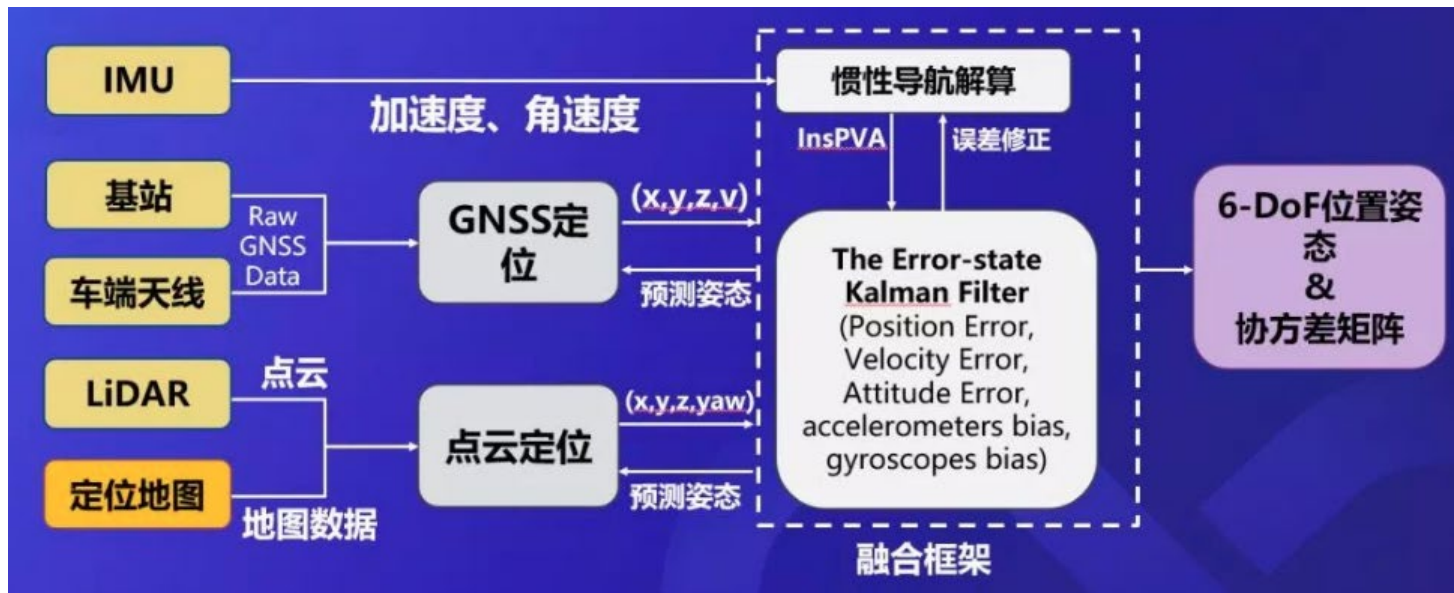 IMU
加速度、角速度
惯性导航解算
InsPVA
误差修正
基站
Raw
GNSS
Data
车端天线
GNSS定
位
(x,y,z,v)
预测姿态
The Error-state
Kalman Filter
(Position Error,
Velocity Error,
Attitude Error,
accelerometers bias,
gyroscopes bias)
6-DoF位置姿
态
&
协方差矩阵
LiDAR
点云
定位地图
地图数据
点云定位
(x,y,z,yaw)
预测姿态
融合框架